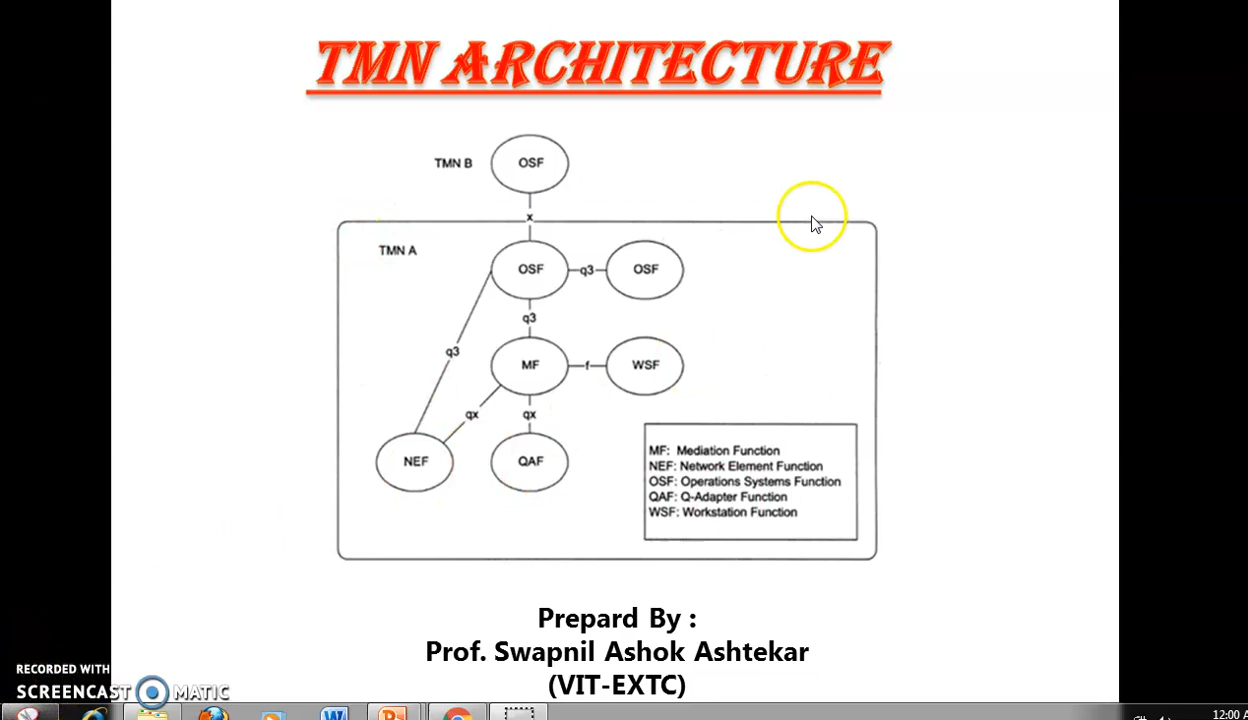 TMN ARCHITECTURE
TMN B
OSF
x
TMN A
OSF
q3
OSF
q3
q3
MF
f
WSF
qx
qx
NEF
QAF
MF: Mediation Function
NEF: Network Element Function
OSF: Operations Systems Function
QAF: Q-Adapter Function
WSF: Workstation Function
Prepard By :
Prof. Swapnil Ashok Ashtekar
(VIT-EXTC)
RECORDED WITH
SCREENCAST MATIC
12:00 A